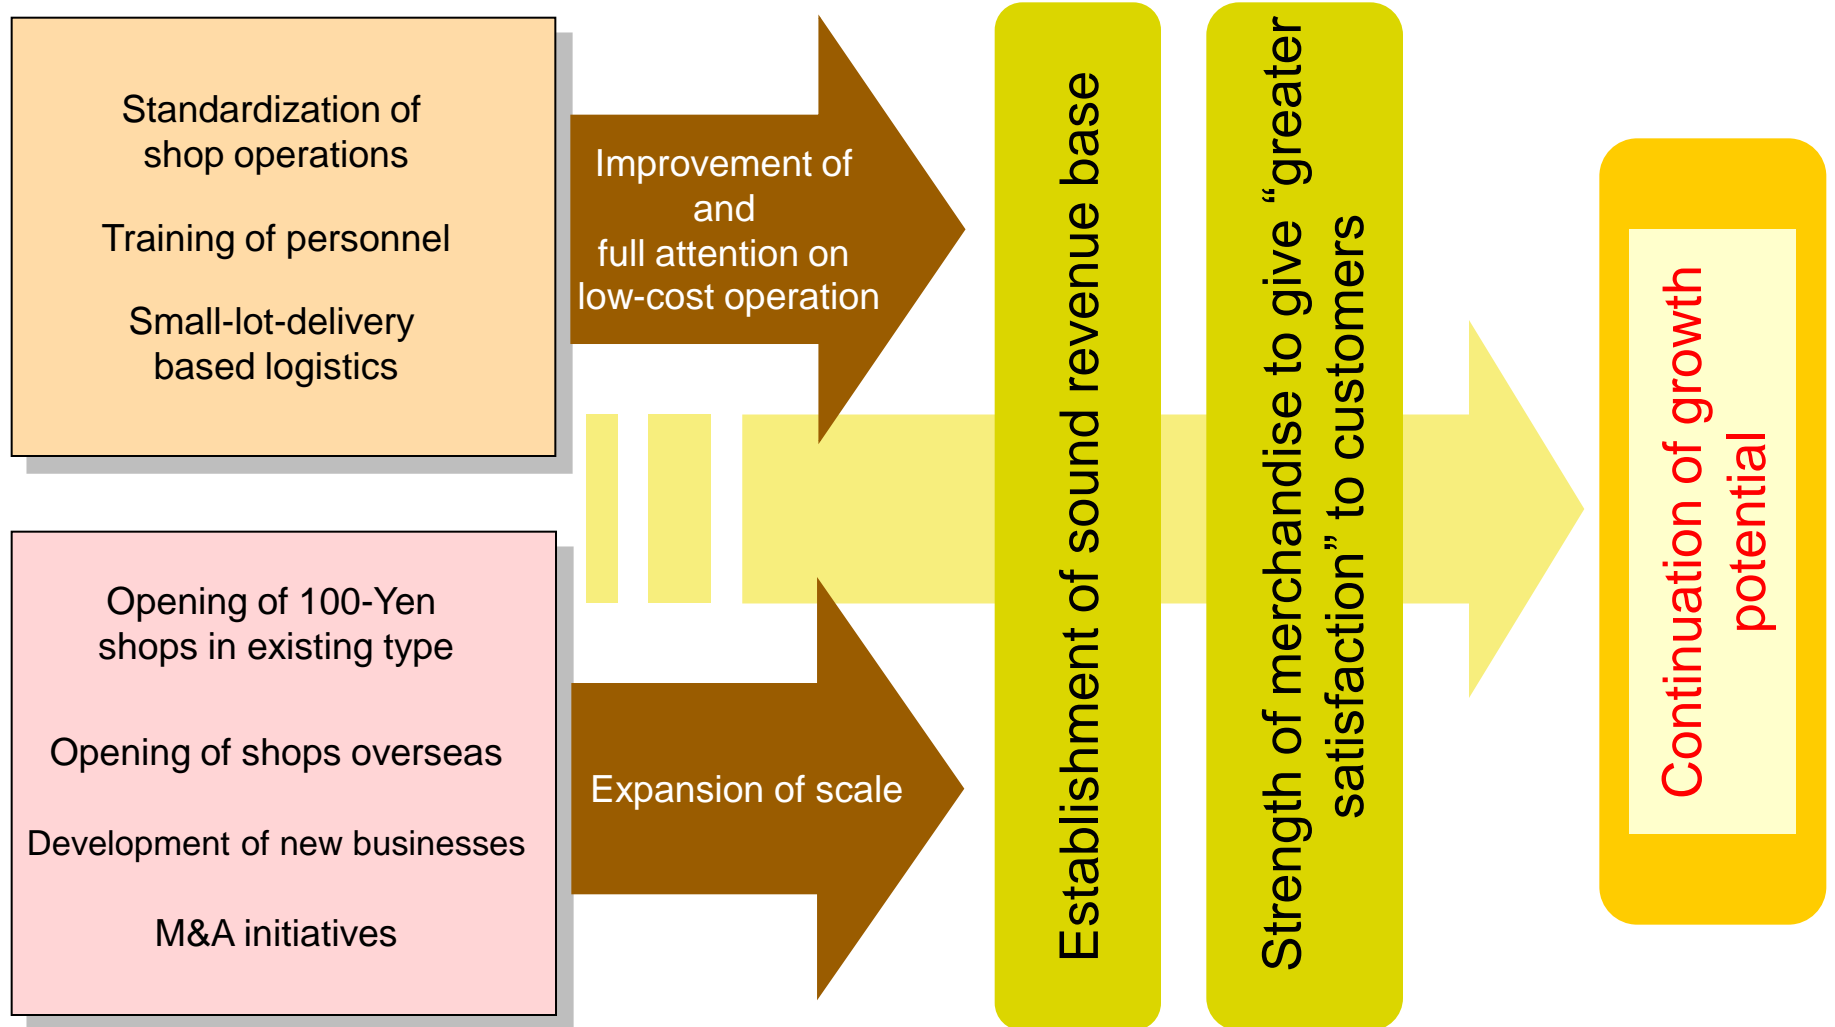 Standardization of
shop operations
Training of personnel
Small-lot-delivery
based logistics
Improvement of
and
full attention on
low-cost operation
Opening of 100-Yen
shops in existing type
Opening of shops overseas
Development of new businesses
M&A initiatives
Expansion of scale
Establishment of sound revenue base
Strength of merchandise to give ”greater
satisfaction” to customers
Continuation of growth
potential